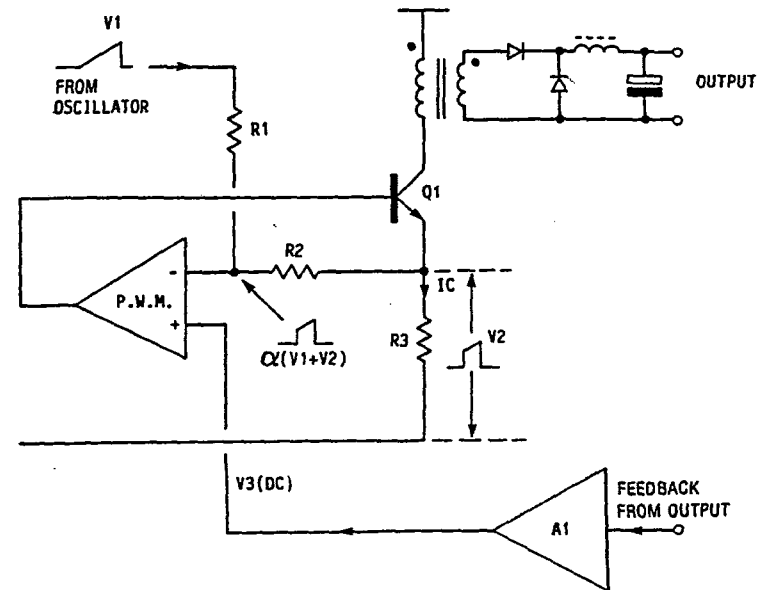 V1
FROM
OSCILLATOR
R1
OUTPUT
Q1
R2
IC
P.W.M.
-
+
R3
V2
α(V1+V2)
V3(DC)
FEEDBACK
FROM OUTPUT
A1